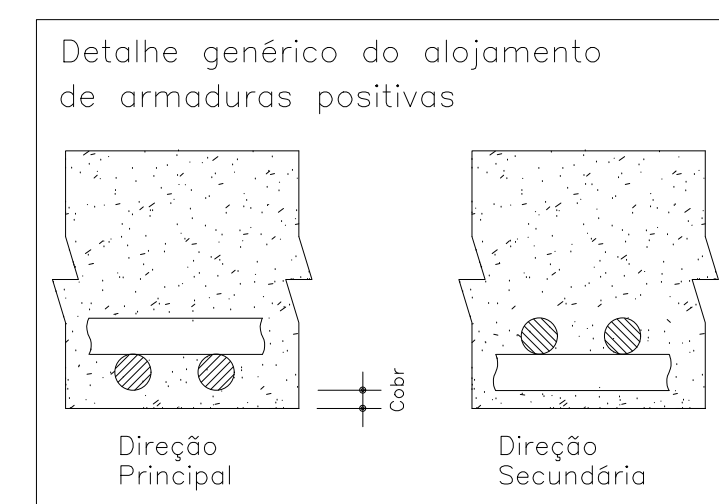 Detalhe genérico do alojamento
de armaduras positivas
Cobr
Direção
Principal
Direção
Secundária